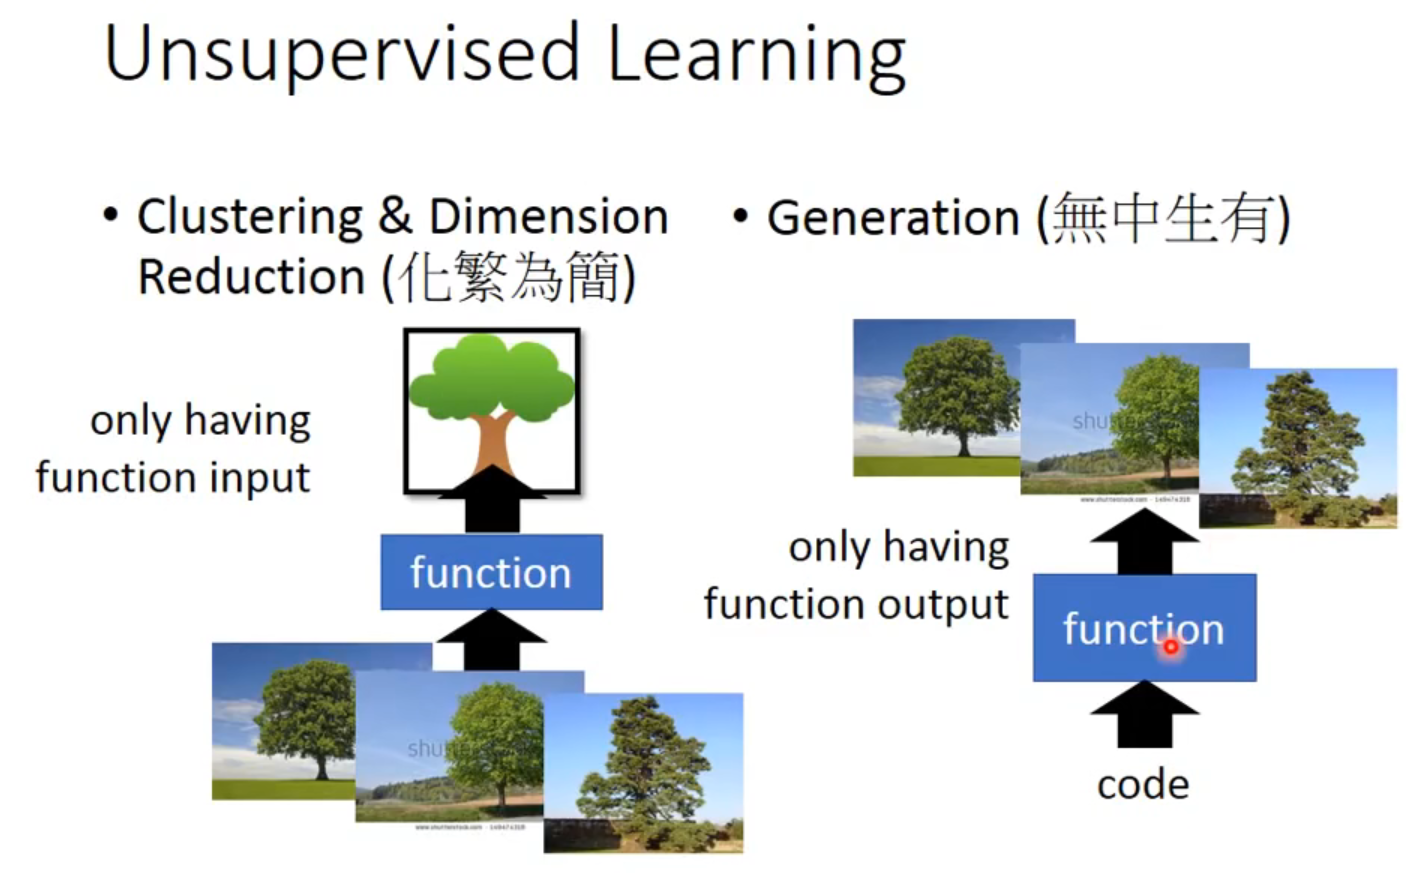 Unsupervised Learning
• Clustering & Dimension
Reduction (化繁為簡)
only having
function input
function
• Generation (無中生有)
only having
function output
function
code